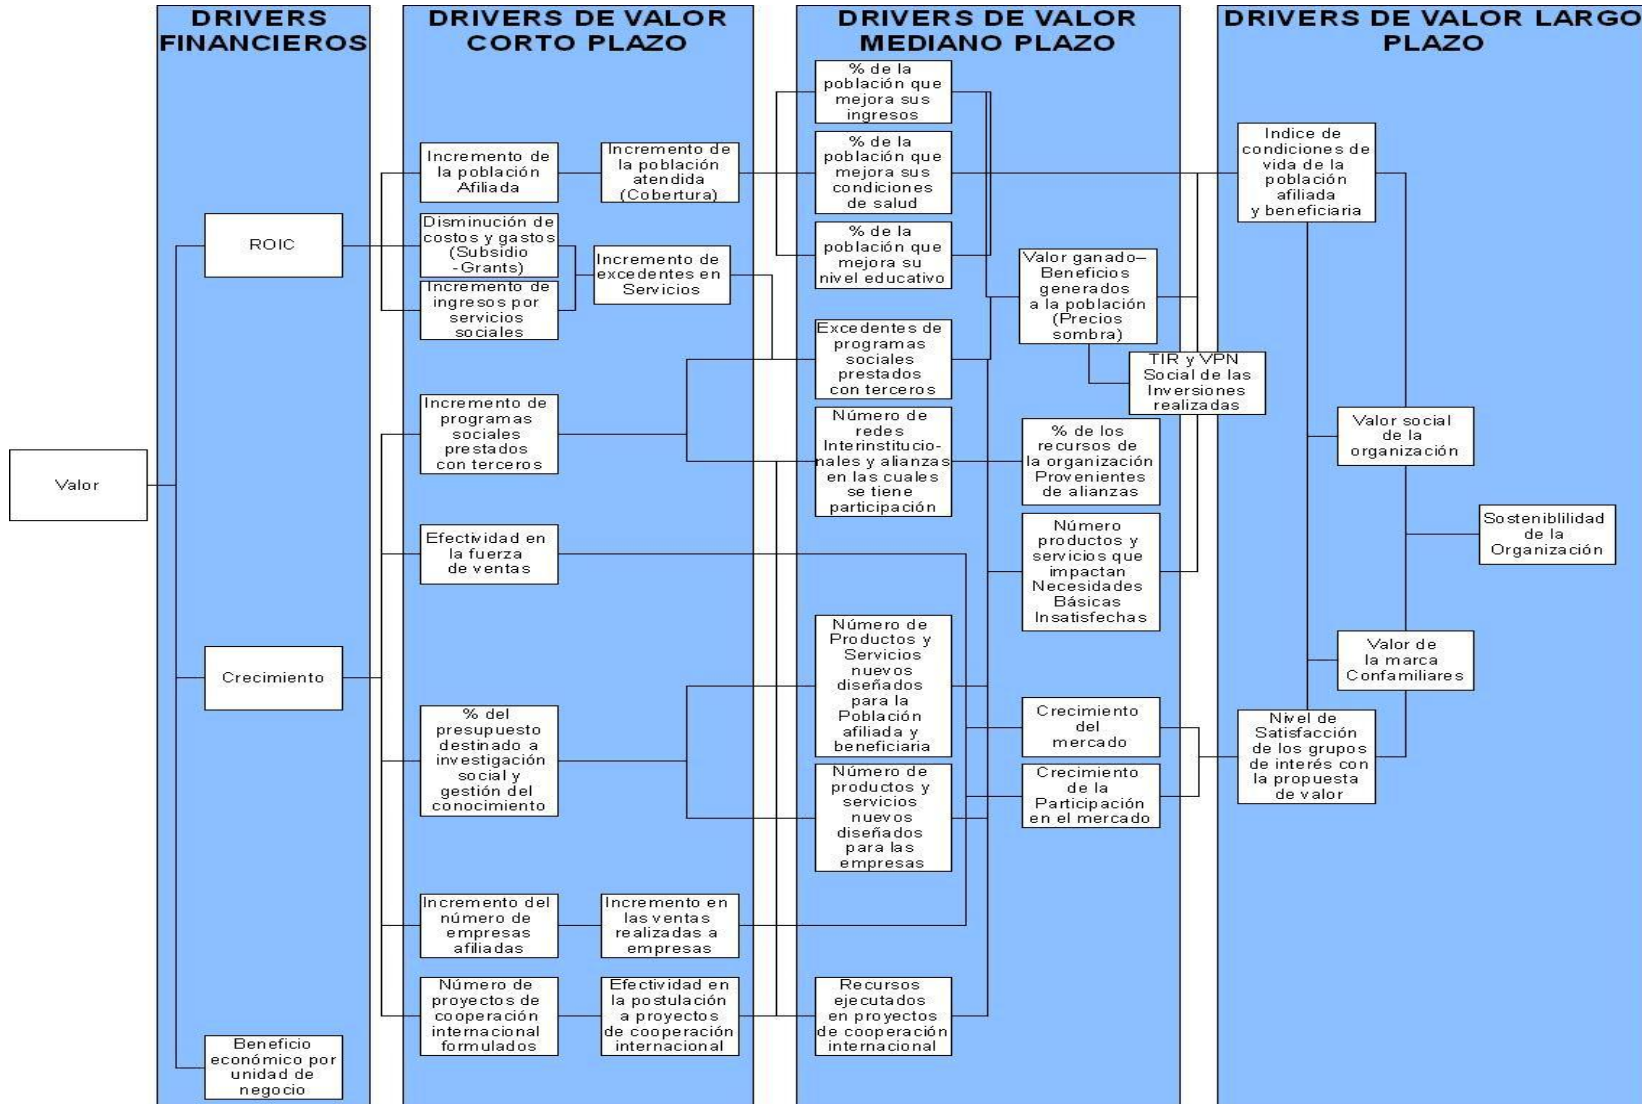 DRIVERS
FINANCIEROS
DRIVERS DE VALOR
CORTO PLAZO
DRIVERS DE VALOR
MEDIANO PLAZO
DRIVERS DE VALOR LARGO
PLAZO
Valor
ROIC
Crecimiento
Beneficio
económico por
unidad de
negocio
Incremento de
la población
Afiliada
Incremento de
la población
atendida
(Cobertura)
Disminución de
costos y gastos
(Subsidio
-Grants)
Incremento de
ingresos por
servicios
sociales
Incremento de
excedentes en
Servicios
Incremento de
programas
sociales
prestados
con terceros
Efectividad en
la fuerza
de ventas
% del
presupuesto
destinado a
investigación
social y
gestión del
conocimiento
Incremento del
número de
empresas
afiliadas
Incremento en
las ventas
realizadas a
empresas
Número de
proyectos de
cooperación
internacional
formulados
Efectividad en
la postulación
a proyectos
de cooperación
internacional
% de la
población que
mejora sus
ingresos
% de la
población que
mejora sus
condiciones
de salud
% de la
población que
mejora su
nivel educativo
Excedentes de
programas
sociales
prestados
con terceros
Número de
redes
Interinstitucio-
nales y alianzas
en las cuales
se tiene
participación
Número de
Productos y
Servicios
nuevos
diseñados
para la
Población
afiliada y
beneficiaria
Número de
productos y
servicios
nuevos
diseñados
para las
empresas
Recursos
ejecutados
en proyectos
de cooperación
internacional
Valor ganado–
Beneficios
generados
a la población
(Precios
sombra)
TIR y VPN
Social de las
Inversiones
realizadas
% de los
recursos de
la organización
Provenientes
de alianzas
Número
productos y
servicios que
impactan
Necesidades
Básicas
Insatisfechas
Crecimiento
del
mercado
Crecimiento
de la
Participación
en el mercado
Indice de
condiciones de
vida de la
población
afiliada
y beneficiaria
Valor social
de la
organización
Sosteniblilidad
de la
Organización
Valor de
la marca
Confamiliares
Nivel de
Satisfacción
de los grupos
de interés con
la propuesta
de valor